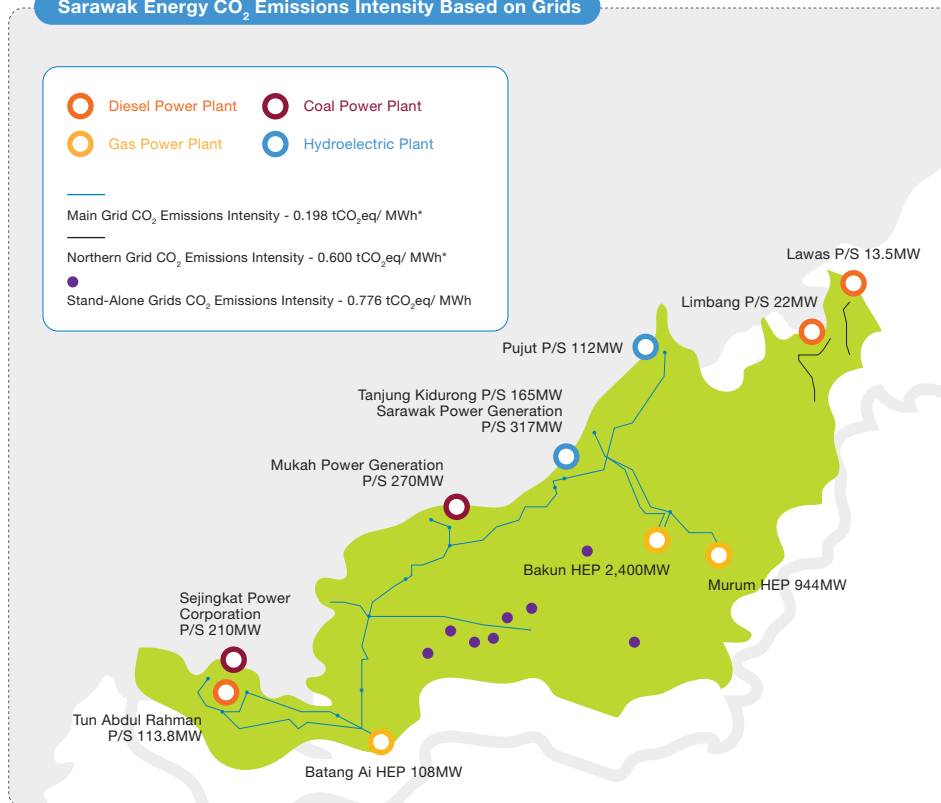 Sarawak Energy CO₂ Emissions Intensity Based on Grids
Diesel Power Plant
Coal Power Plant
Gas Power Plant
Hydroelectric Plant
Main Grid CO₂ Emissions Intensity - 0.198 tCO₂eq/ MWh*
Northern Grid CO₂ Emissions Intensity - 0.600 tCO₂eq/ MWh*
Stand-Alone Grids CO₂ Emissions Intensity - 0.776 tCO₂eq/ MWh
Lawas P/S 13.5MW
Limbang P/S 22MW
Pujut P/S 112MW
Tanjung Kidurong P/S 165MW
Sarawak Power Generation
P/S 317MW
Mukah Power Generation
P/S 270MW
Bakun HEP 2,400MW
Murum HEP 944MW
Sejingkat Power
Corporation
P/S 210MW
Tun Abdul Rahman
P/S 113.8MW
Batang Ai HEP 108MW